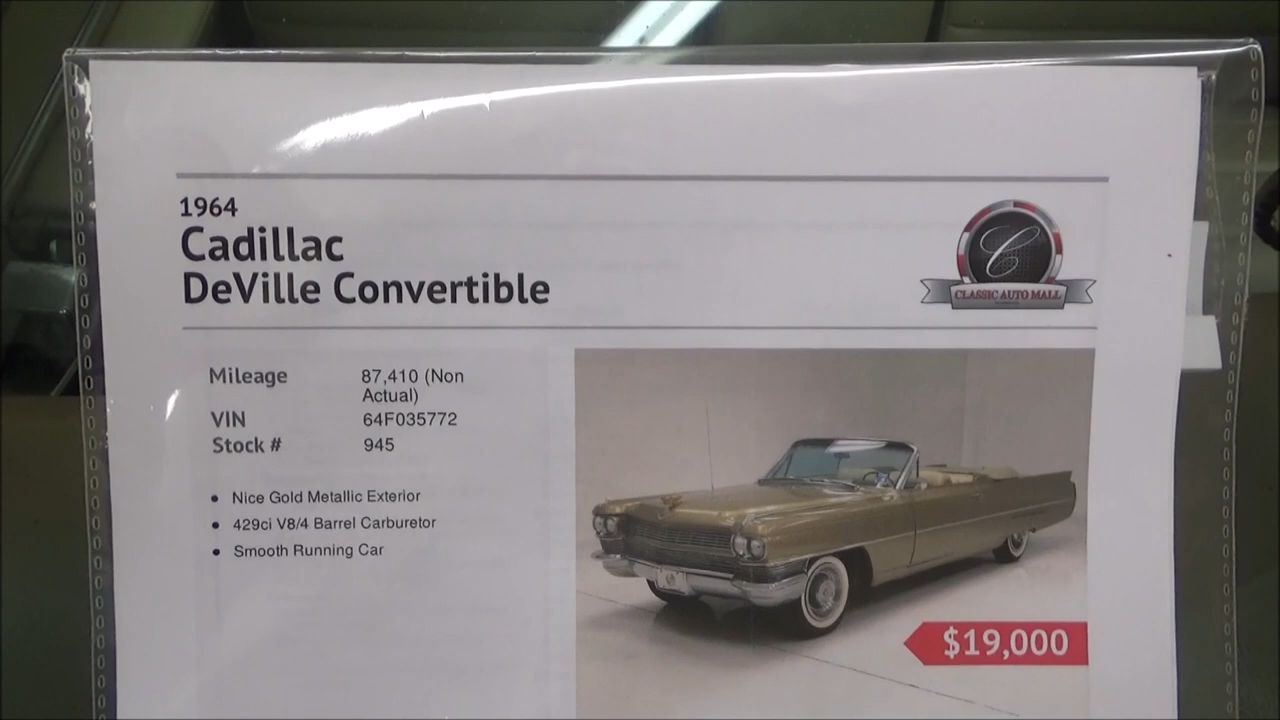 1964
Cadillac
DeVille Convertible
CLASSIC AUTO MALL
Mileage 87,410 (Non
Actual)
VIN 64F035772
Stock # 945
• Nice Gold Metallic Exterior
• 429ci V8/4 Barrel Carburetor
• Smooth Running Car
$19,000